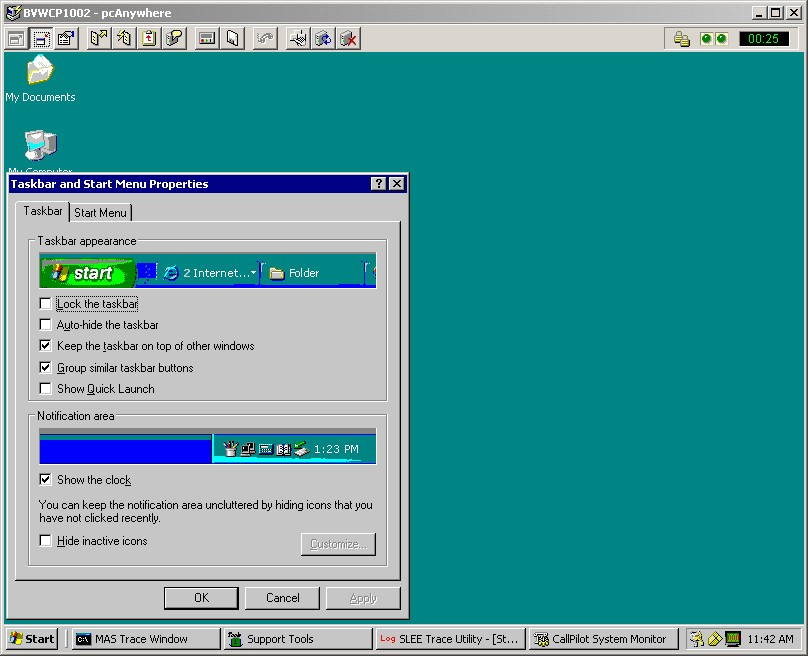 BVWCP1002 - pcAnywhere
00:25
My Documents
My Computer
Taskbar and Start Menu Properties
Taskbar
Start Menu
Taskbar appearance
start
2 Internet...
Folder
Lock the taskbar
Auto-hide the taskbar
Keep the taskbar on top of other windows
Group similar taskbar buttons
Show Quick Launch
Notification area
1:23 PM
Show the clock
You can keep the notification area uncluttered by hiding icons that you
have not clicked recently.
Hide inactive icons
Customize...
OK
Cancel
Apply
Start
MAS Trace Window
Support Tools
Log SLEE Trace Utility - [St...
CallPilot System Monitor
11:42 AM